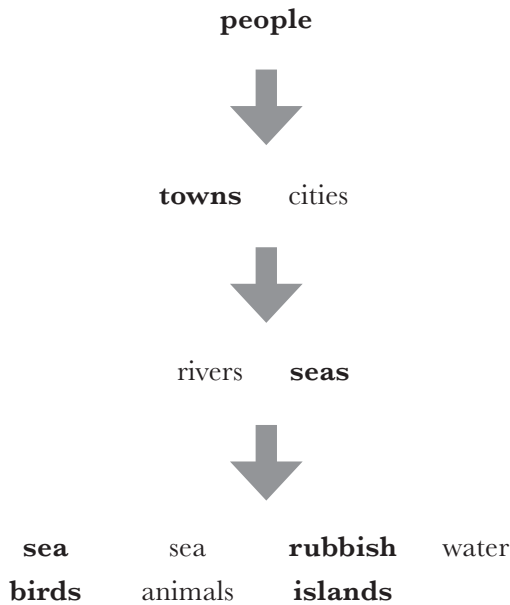 people
towns cities
rivers seas
sea sea rubbish water
birds animals islands